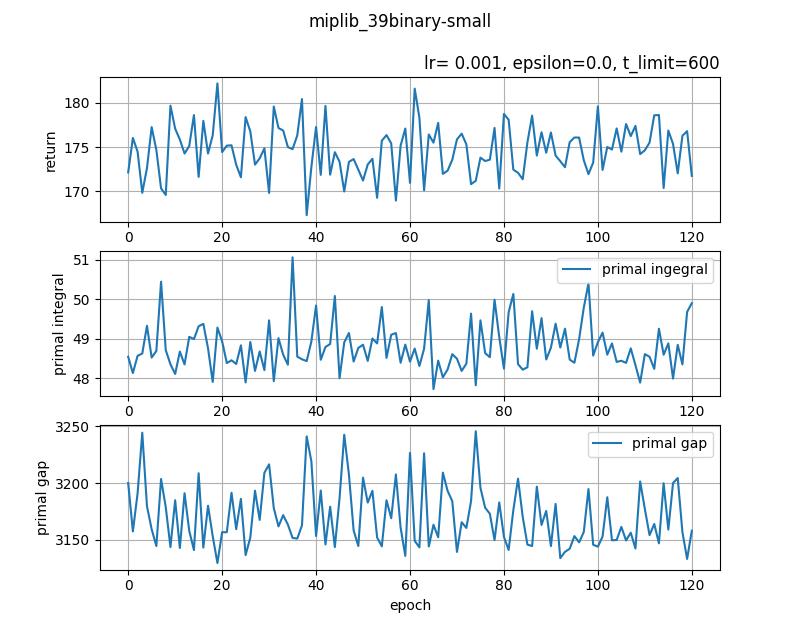 miplib_39binary-small
lr= 0.001, epsilon=0.0, t_limit=600
return
180
175
170
0 20 40 60 80 100 120
primal integral
51
50
49
48
primal ingegral
0 20 40 60 80 100 120
primal gap
3250
3200
3150
primal gap
0 20 40 60 80 100 120
epoch